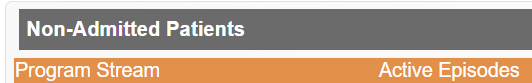 Non-Admitted Patients
Program Stream Active Episodes